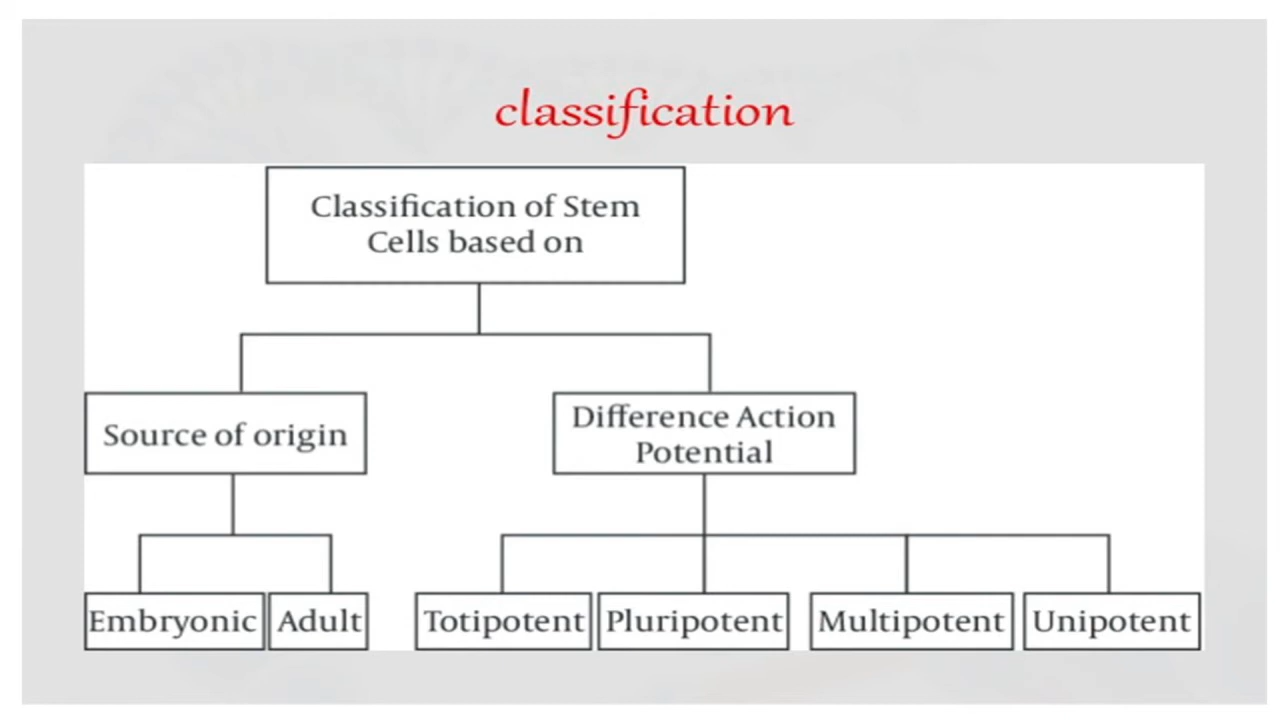 classification
Classification of Stem
Cells based on
Source of origin
Difference Action
Potential
Embryonic
Adult
Totipotent
Pluripotent
Multipotent
Unipotent